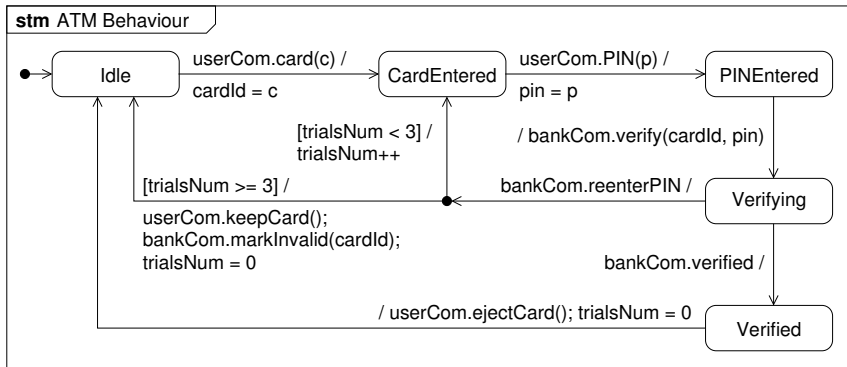 stm ATM Behaviour
userCom.card(c) /
userCom.PIN(p) /
Idle
CardEntered
PINEntered
cardId = c
pin = p
[trialsNum < 3] /
trialsNum++
/ bankCom.verify(cardId, pin)
[trialsNum >= 3] /
bankCom.reenterPIN /
Verifying
userCom.keepCard();
bankCom.markInvalid(cardId);
trialsNum = 0
bankCom.verified /
/ userCom.ejectCard(); trialsNum = 0
Verified